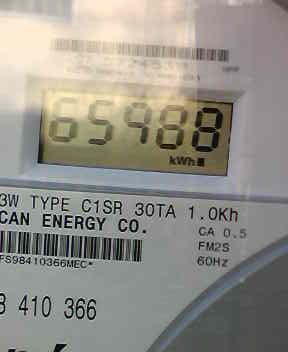 65988
kWh
3W TYPE C1SR 30TA 1.0Kh
CAN ENERGY CO.
CA 0.5
FM2S
60Hz
FS98410366MEC*
8 410 366